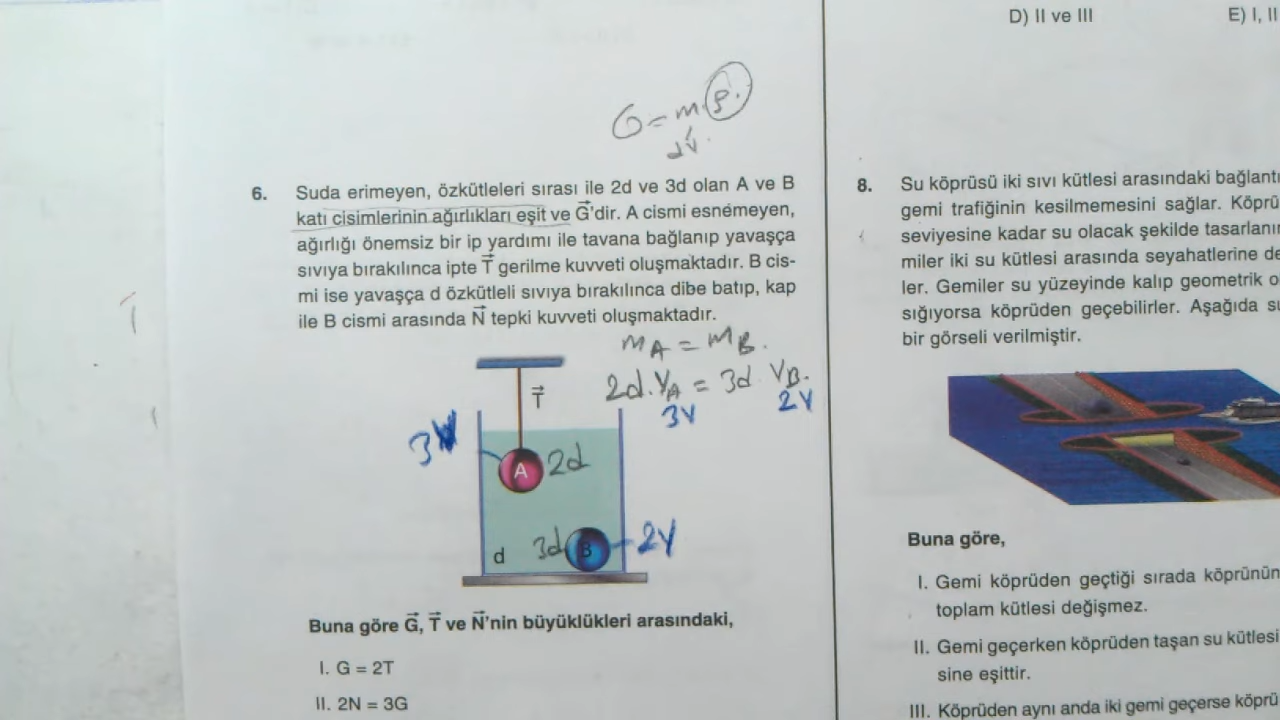 D) II ve III
E) I, II
G = m.g.
dv.
6. Suda erimeyen, özkütleleri sırası ile 2d ve 3d olan A ve B
katı cisimlerinin ağırlıkları eşit ve G'dir. A cismi esnemeyen,
ağırlığı önemsiz bir ip yardımı ile tavana bağlanıp yavaşça
sıvıya bırakılınca ipte T gerilme kuvveti oluşmaktadır. B cis-
mi ise yavaşça d özkütleli sıvıya bırakılınca dibe batıp, kap
ile B cismi arasında N tepki kuvveti oluşmaktadır.
mA = mB.
2d.VA = 3d VB.
3V 2V
T
3V
A 2d
d 3d B 2V
Buna göre G, T ve N'nin büyüklükleri arasındaki,
I. G = 2T
II. 2N = 3G
8. Su köprüsü iki sıvı kütlesi arasındaki bağlantı
gemi trafiğinin kesilmemesini sağlar. Köprü
seviyesine kadar su olacak şekilde tasarlanır
miler iki su kütlesi arasında seyahatlerine de
ler. Gemiler su yüzeyinde kalıp geometrik o
sığıyorsa köprüden geçebilirler. Aşağıda su
bir görseli verilmiştir.
Buna göre,
I. Gemi köprüden geçtiği sırada köprünün
toplam kütlesi değişmez.
II. Gemi geçerken köprüden taşan su kütlesi
sine eşittir.
III. Köprüden aynı anda iki gemi geçerse köprü